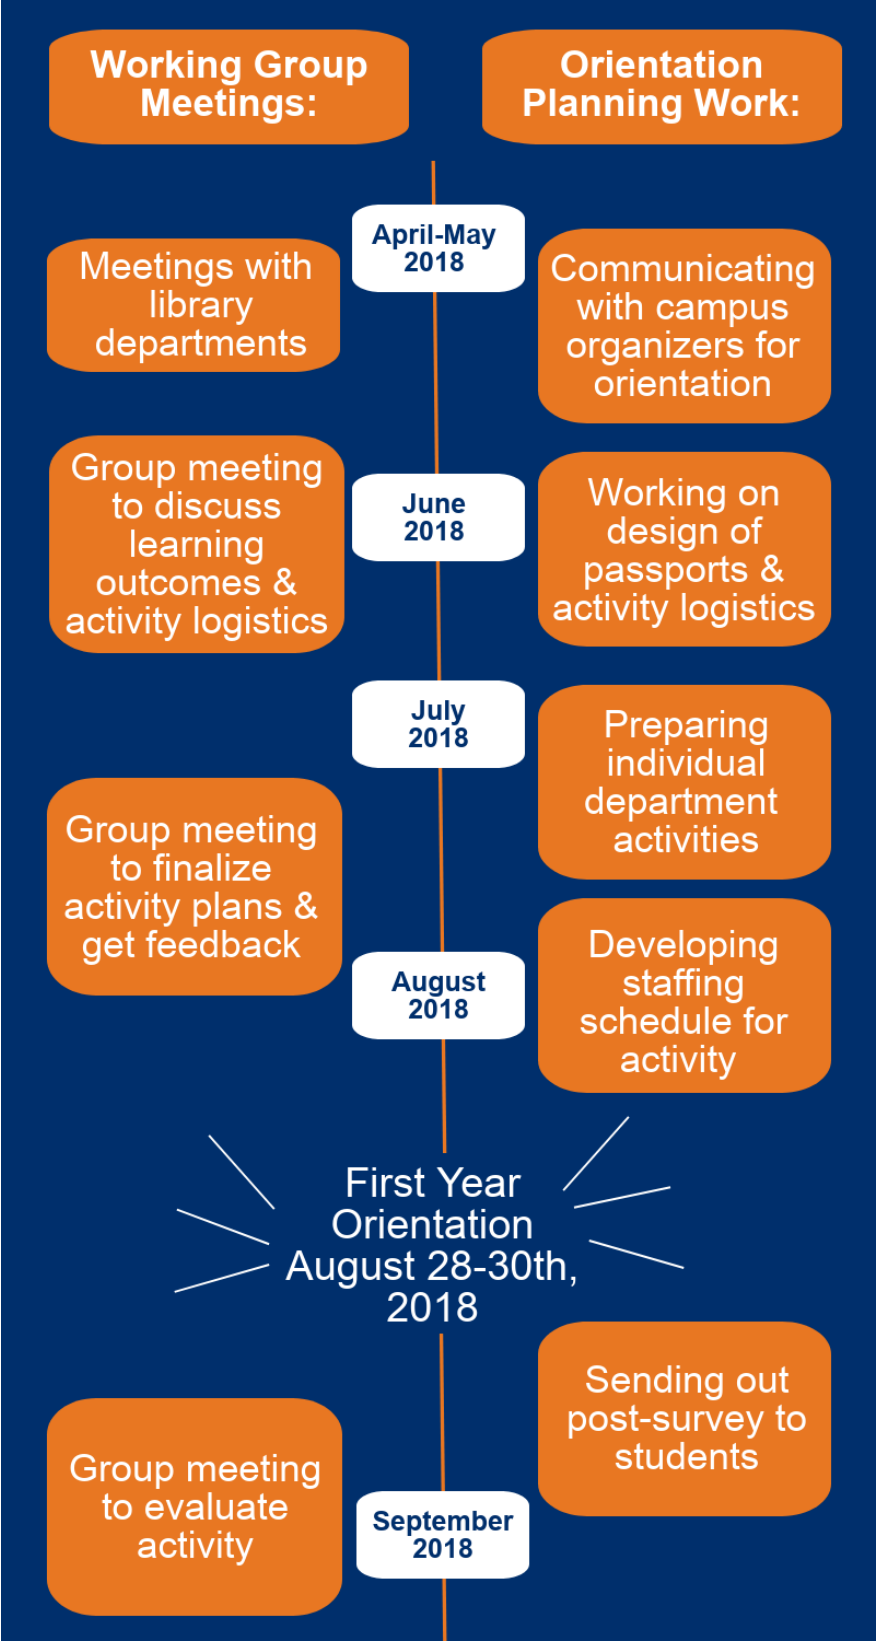 Working Group
Meetings:
Orientation
Planning Work:
April-May
2018
Meetings with
library
departments
Communicating
with campus
organizers for
orientation
Group meeting
to discuss
learning
outcomes &
activity logistics
June
2018
Working on
design of
passports &
activity logistics
July
2018
Preparing
individual
department
activities
Group meeting
to finalize
activity plans &
get feedback
August
2018
Developing
staffing
schedule for
activity
First Year
Orientation
August 28-30th,
2018
Sending out
post-survey to
students
Group meeting
to evaluate
activity
September
2018